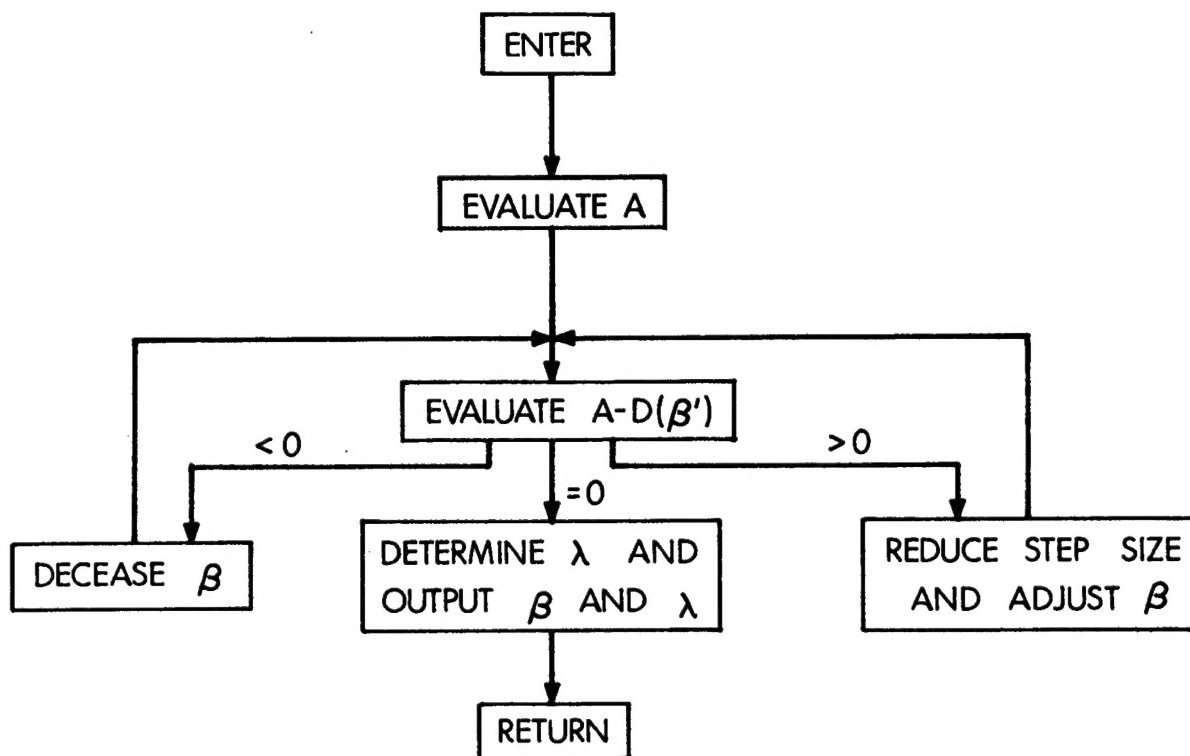 ENTER
EVALUATE A
EVALUATE A-D(β')
<0
=0
>0
DECEASE β
DETERMINE λ AND
OUTPUT β AND λ
REDUCE STEP SIZE
AND ADJUST β
RETURN